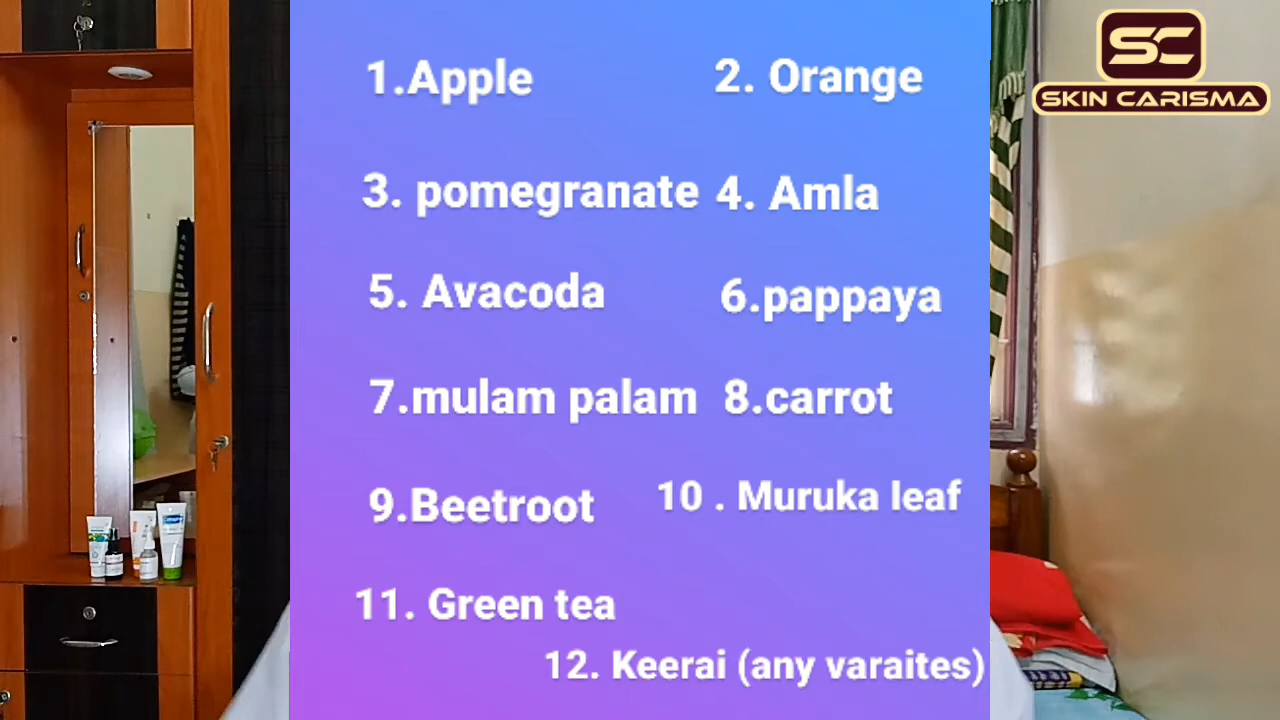 SC
SKIN CARISMA
1.Apple
2. Orange
3. pomegranate
4. Amla
5. Avacoda
6.pappaya
7.mulam palam
8.carrot
9.Beetroot
10 . Muruka leaf
11. Green tea
12. Keerai (any varaites)